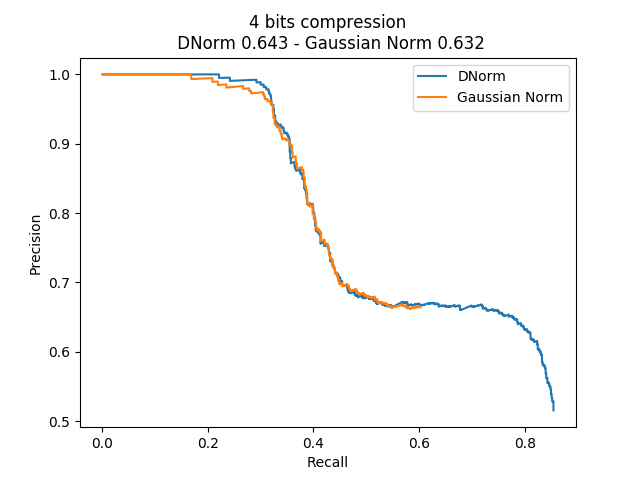 4 bits compression
DNorm 0.643 - Gaussian Norm 0.632
DNorm
Gaussian Norm
Precision
1.0
0.9
0.8
0.7
0.6
0.5
0.0 0.2 0.4 0.6 0.8
Recall